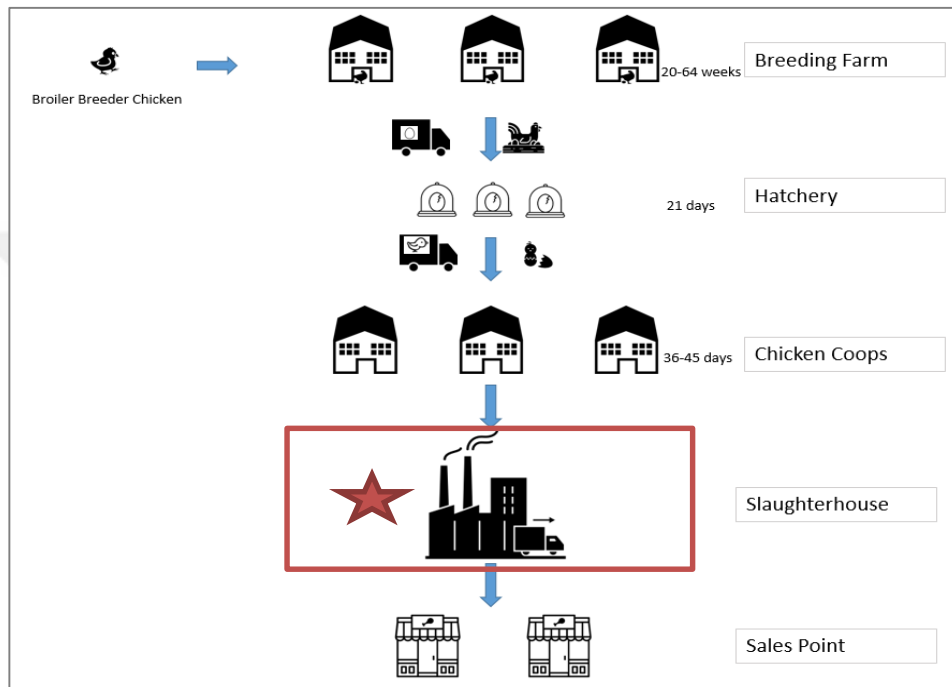 Broiler Breeder Chicken
20-64 weeks
Breeding Farm
21 days
Hatchery
36-45 days
Chicken Coops
Slaughterhouse
Sales Point